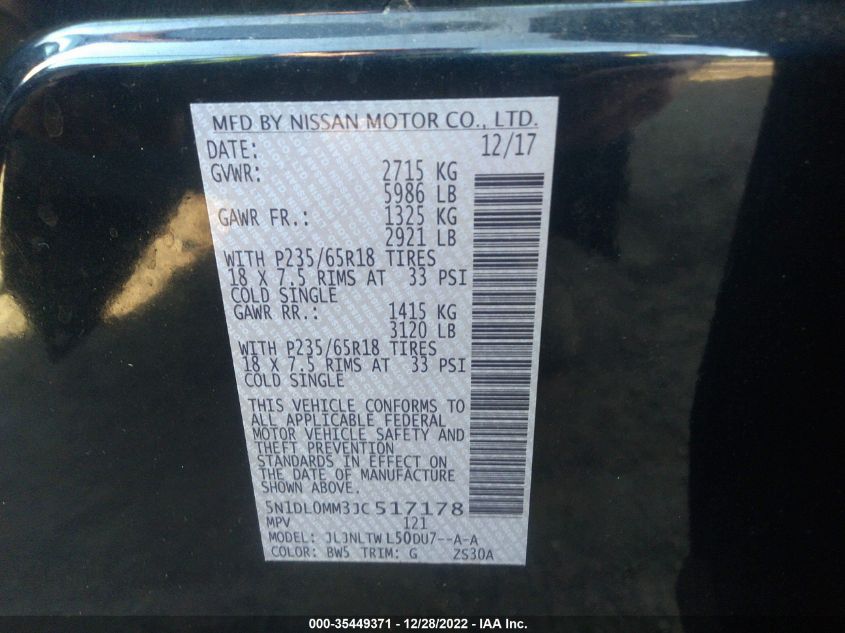 MFD BY NISSAN MOTOR CO., LTD.
DATE: 12/17
GVWR: 2715 KG
5986 LB
GAWR FR.: 1325 KG
2921 LB
WITH P235/65R18 TIRES
18 X 7.5 RIMS AT 33 PSI
COLD SINGLE
GAWR RR.: 1415 KG
3120 LB
WITH P235/65R18 TIRES
18 X 7.5 RIMS AT 33 PSI
COLD SINGLE
THIS VEHICLE CONFORMS TO
ALL APPLICABLE FEDERAL
MOTOR VEHICLE SAFETY AND
THEFT PREVENTION
STANDARDS IN EFFECT ON
THE DATE OF MANUFACTURE
SHOWN ABOVE.
5N1DL0MM3JC517178
MPV 121
MODEL: JLJNLTWL50DU7--A-A
COLOR: BW5 TRIM: G ZS30A
000-35449371 - 12/28/2022 - IAA Inc.